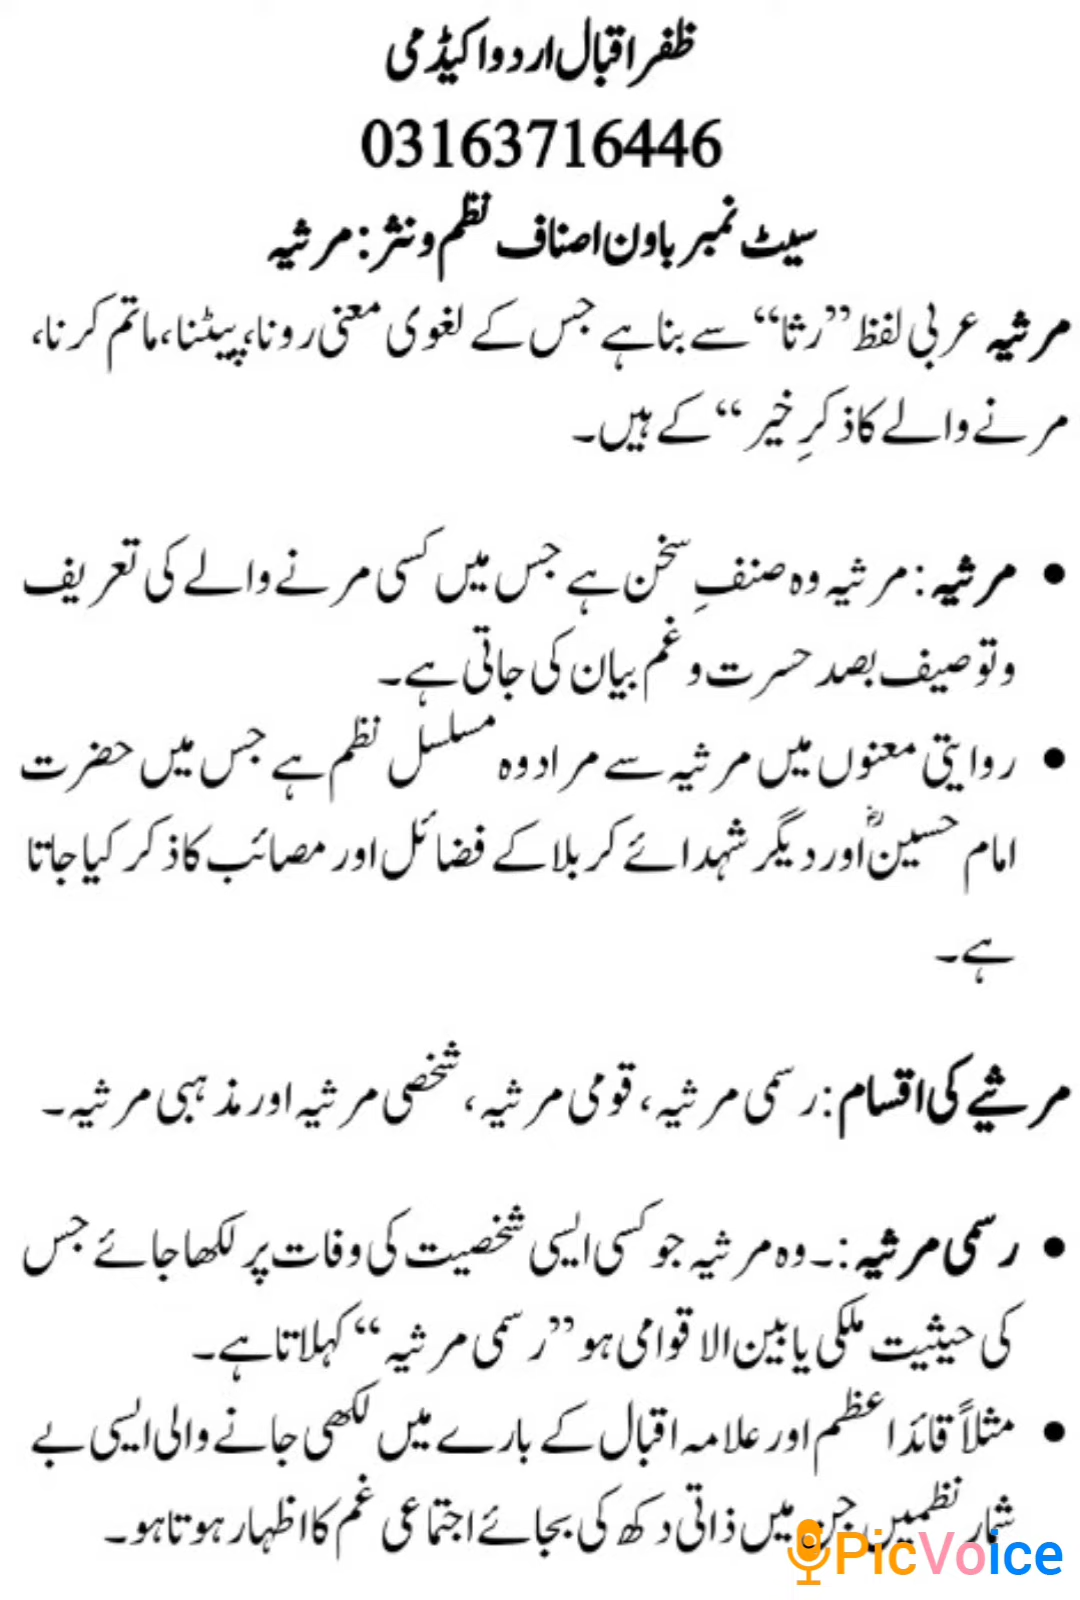 ظفر اقبال اردو اکیڈمی
03163716446
سیٹ نمبر باون اصناف نظم و نثر: مرثیہ
مرثیہ عربی لفظ ”رثا“ سے بنا ہے جس کے لغوی معنی رونا، پیٹنا، ماتم کرنا،
مرنے والے کا ذکرِ خیر “ کے ہیں۔
• مرثیہ: مرثیہ وہ صنفِ سخن ہے جس میں کسی مرنے والے کی تعریف
و توصیف بصد حسرت و غم بیان کی جاتی ہے۔
• روایتی معنوں میں مرثیہ سے مراد وہ مسلسل نظم ہے جس میں حضرت
امام حسینؓ اور دیگر شہدائے کربلا کے فضائل اور مصائب کا ذکر کیا جاتا
ہے۔
مرثیے کی اقسام: رسمی مرثیہ، قومی مرثیہ، شخصی مرثیہ اور مذہبی مرثیہ۔
• رسمی مرثیہ:۔ وہ مرثیہ جو کسی ایسی شخصیت کی وفات پر لکھا جائے جس
کی حیثیت ملکی یا بین الاقوامی ہو ”رسمی مرثیہ“ کہلاتا ہے۔
• مثلاً قائد اعظم اور علامہ اقبال کے بارے میں لکھی جانے والی ایسی بے
شمار نظمیں جن میں ذاتی دکھ کی بجائے اجتماعی غم کا اظہار ہوتا ہو۔
PicVoice